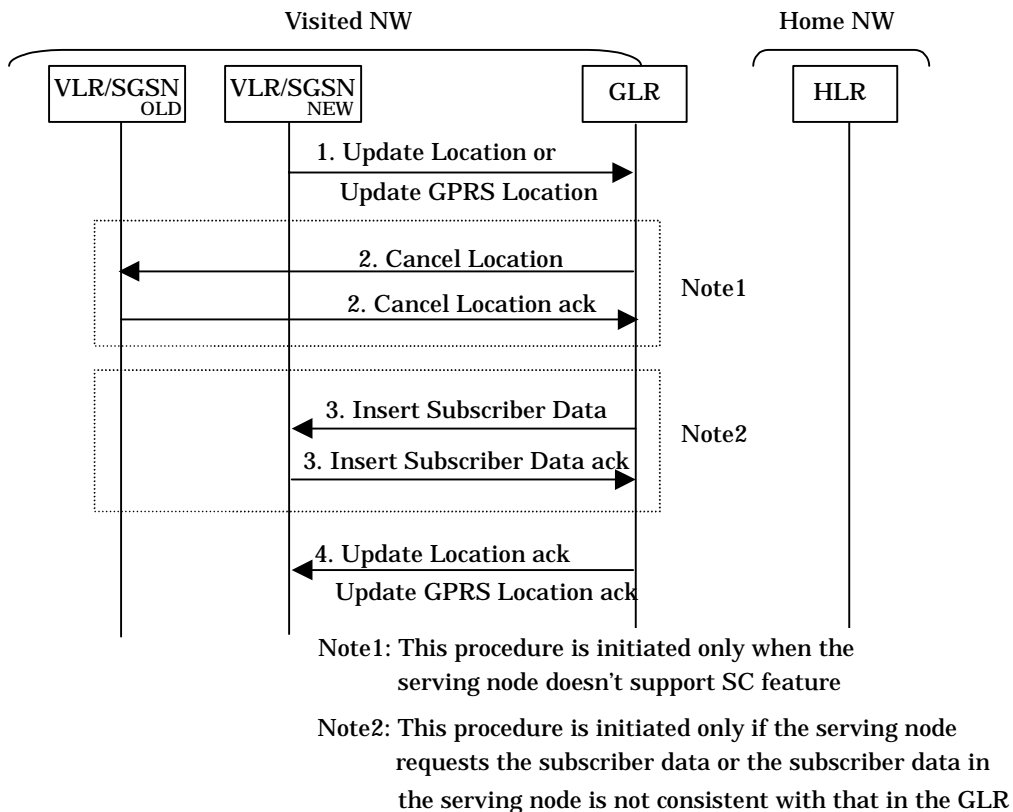 Visited NW
Home NW
VLR/SGSN
OLD
VLR/SGSN
NEW
GLR
HLR
1. Update Location or
Update GPRS Location
2. Cancel Location
Note1
2. Cancel Location ack
3. Insert Subscriber Data
Note2
3. Insert Subscriber Data ack
4. Update Location ack
Update GPRS Location ack
Note1: This procedure is initiated only when the
serving node doesn't support SC feature
Note2: This procedure is initiated only if the serving node
requests the subscriber data or the subscriber data in
the serving node is not consistent with that in the GLR